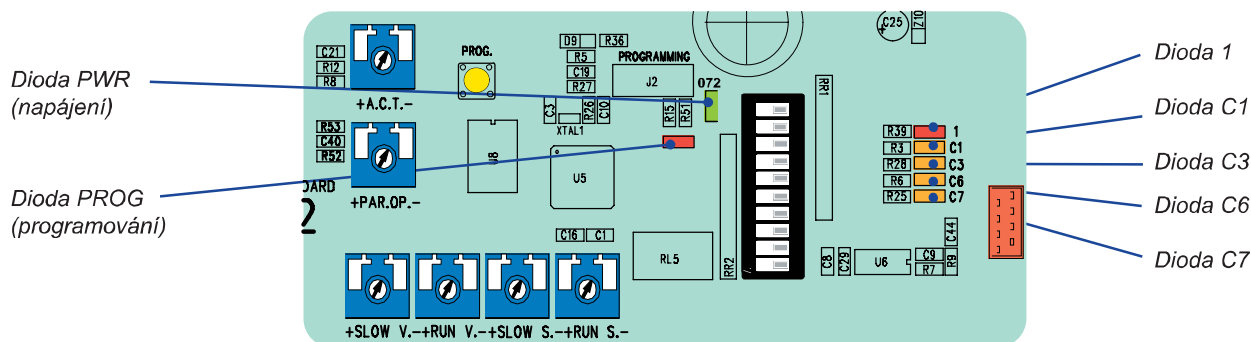 Dioda PWR
(napájení)
Dioda PROG
(programování)
C21
R12
R8
+A.C.T.-
PROG.
D9
R36
R5
C19
R27
PROGRAMMING
J2
072
C3
R26
C10
XTAL1
R15
R51
R53
C40
R52
+PAR.OP.-
U8
U5
OARD
2
C16
C1
RL5
RR2
RR1
C25
Z10
R39
1
R3
C1
R28
C3
R6
C6
R25
C7
C8
C29
U6
C9
R7
R9
C44
+SLOW V.-+RUN V.-+SLOW S.-+RUN S.-
Dioda 1
Dioda C1
Dioda C3
Dioda C6
Dioda C7